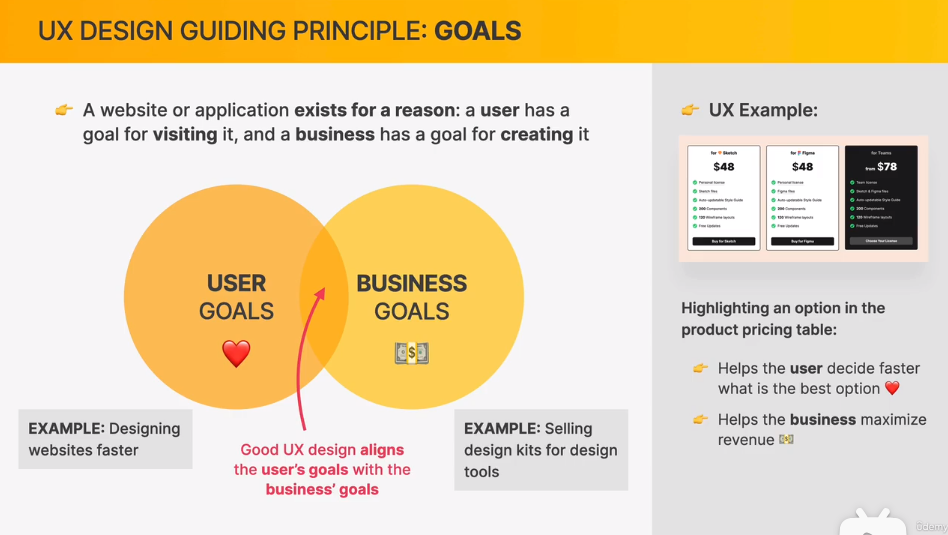 UX DESIGN GUIDING PRINCIPLE: GOALS
👉 A website or application exists for a reason: a user has a
goal for visiting it, and a business has a goal for creating it
USER
GOALS
❤️
BUSINESS
GOALS
💵
EXAMPLE: Designing
websites faster
Good UX design aligns
the user's goals with the
business' goals
EXAMPLE: Selling
design kits for design
tools
👉 UX Example:
for Sketch
$48
Personal license
Sketch files
Auto-updatable Style Guide
200 Components
120 Wireframe layouts
Free Updates
Buy for Sketch
for Figma
$48
Personal license
Figma files
Auto-updatable Style Guide
200 Components
120 Wireframe layouts
Free Updates
Buy for Figma
for Teams
from $78
Team license
Sketch & Figma files
Auto-updatable Style Guide
200 Components
120 Wireframe layouts
Free Updates
Choose Your License
Highlighting an option in the
product pricing table:
👉 Helps the user decide faster
what is the best option ❤️
👉 Helps the business maximize
revenue 💵
Udemy